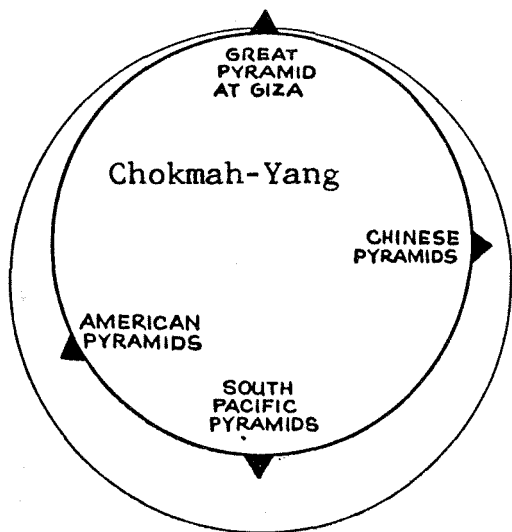 GREAT
PYRAMID
AT GIZA
Chokmah-Yang
CHINESE
PYRAMIDS
AMERICAN
PYRAMIDS
SOUTH
PACIFIC
PYRAMIDS